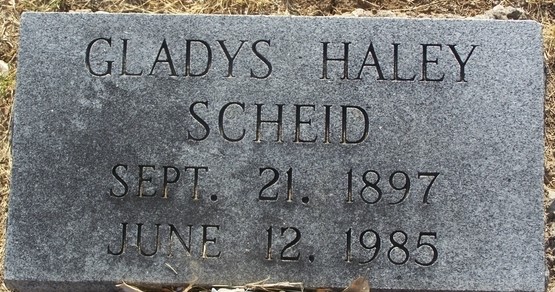 GLADYS HALEY
SCHEID
SEPT. 21. 1897
JUNE 12. 1985